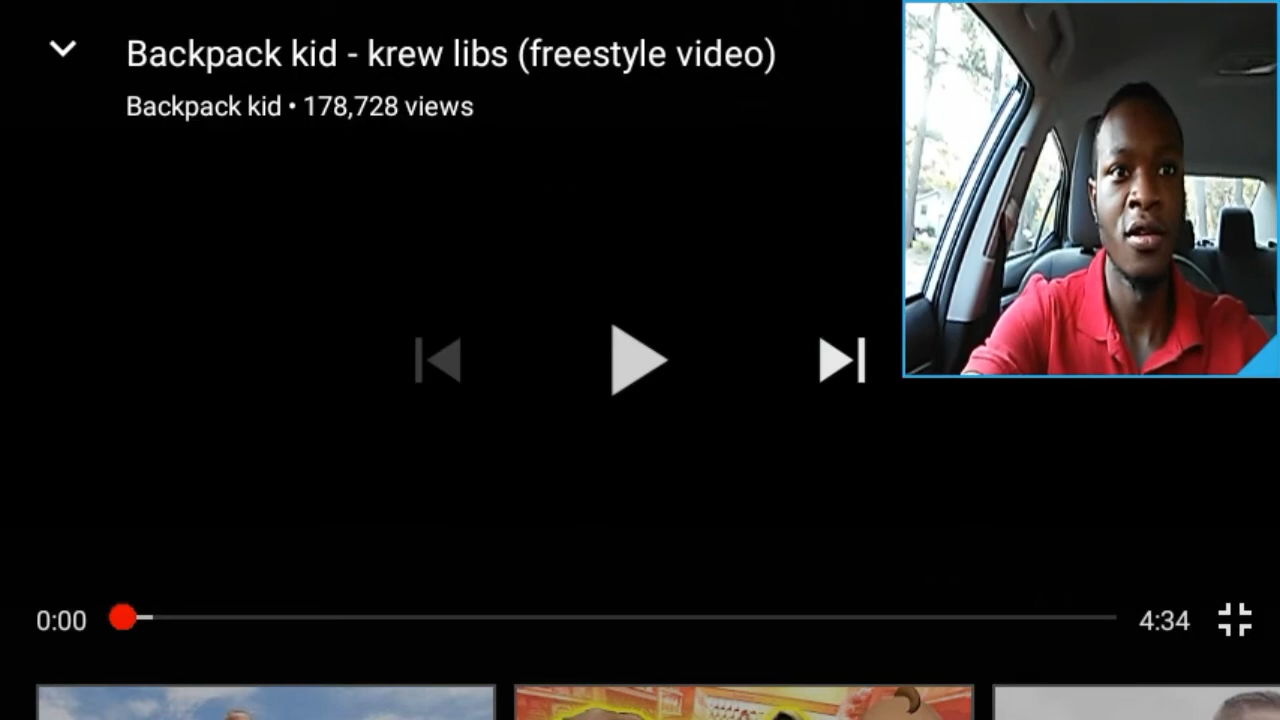 Backpack kid - krew libs (freestyle video)
Backpack kid • 178,728 views
0:00
4:34